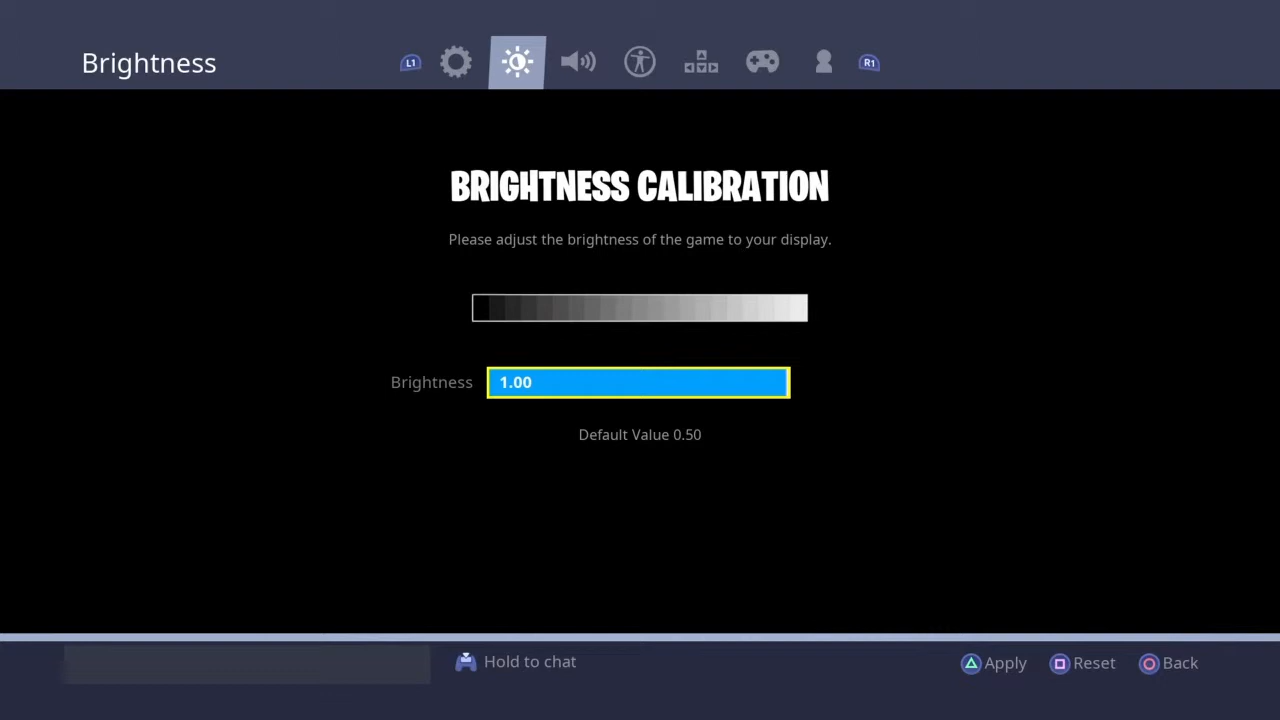 Brightness
L1
R1
BRIGHTNESS CALIBRATION
Please adjust the brightness of the game to your display.
Brightness 1.00
Default Value 0.50
Hold to chat
Apply Reset Back